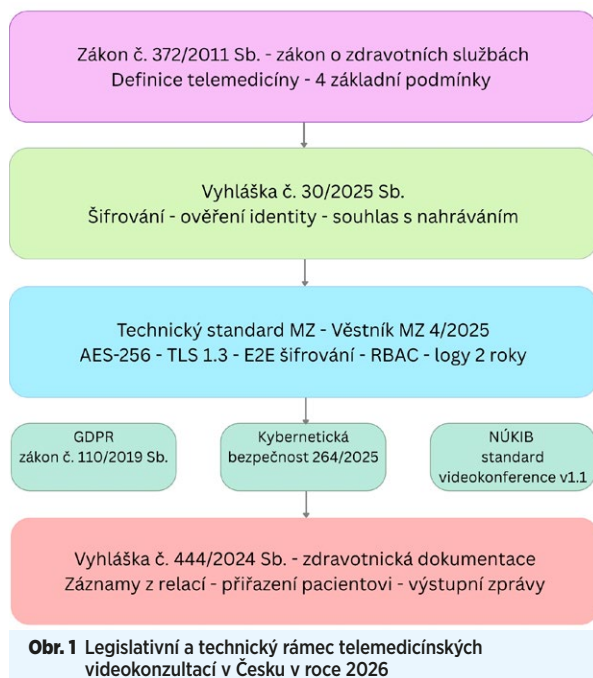 Zákon č. 372/2011 Sb. - zákon o zdravotních službách
Definice telemedicíny - 4 základní podmínky
Vyhláška č. 30/2025 Sb.
Šifrování - ověření identity - souhlas s nahráváním
Technický standard MZ - Věstník MZ 4/2025
AES-256 - TLS 1.3 - E2E šifrování - RBAC - logy 2 roky
GDPR
zákon č. 110/2019 Sb.
Kybernetická
bezpečnost 264/2025
NÚKIB
standard
videokonference v1.1
Vyhláška č. 444/2024 Sb. - zdravotnická dokumentace
Záznamy z relací - přiřazení pacientovi - výstupní zprávy
Obr. 1 Legislativní a technický rámec telemedicínských
videokonzultací v Česku v roce 2026